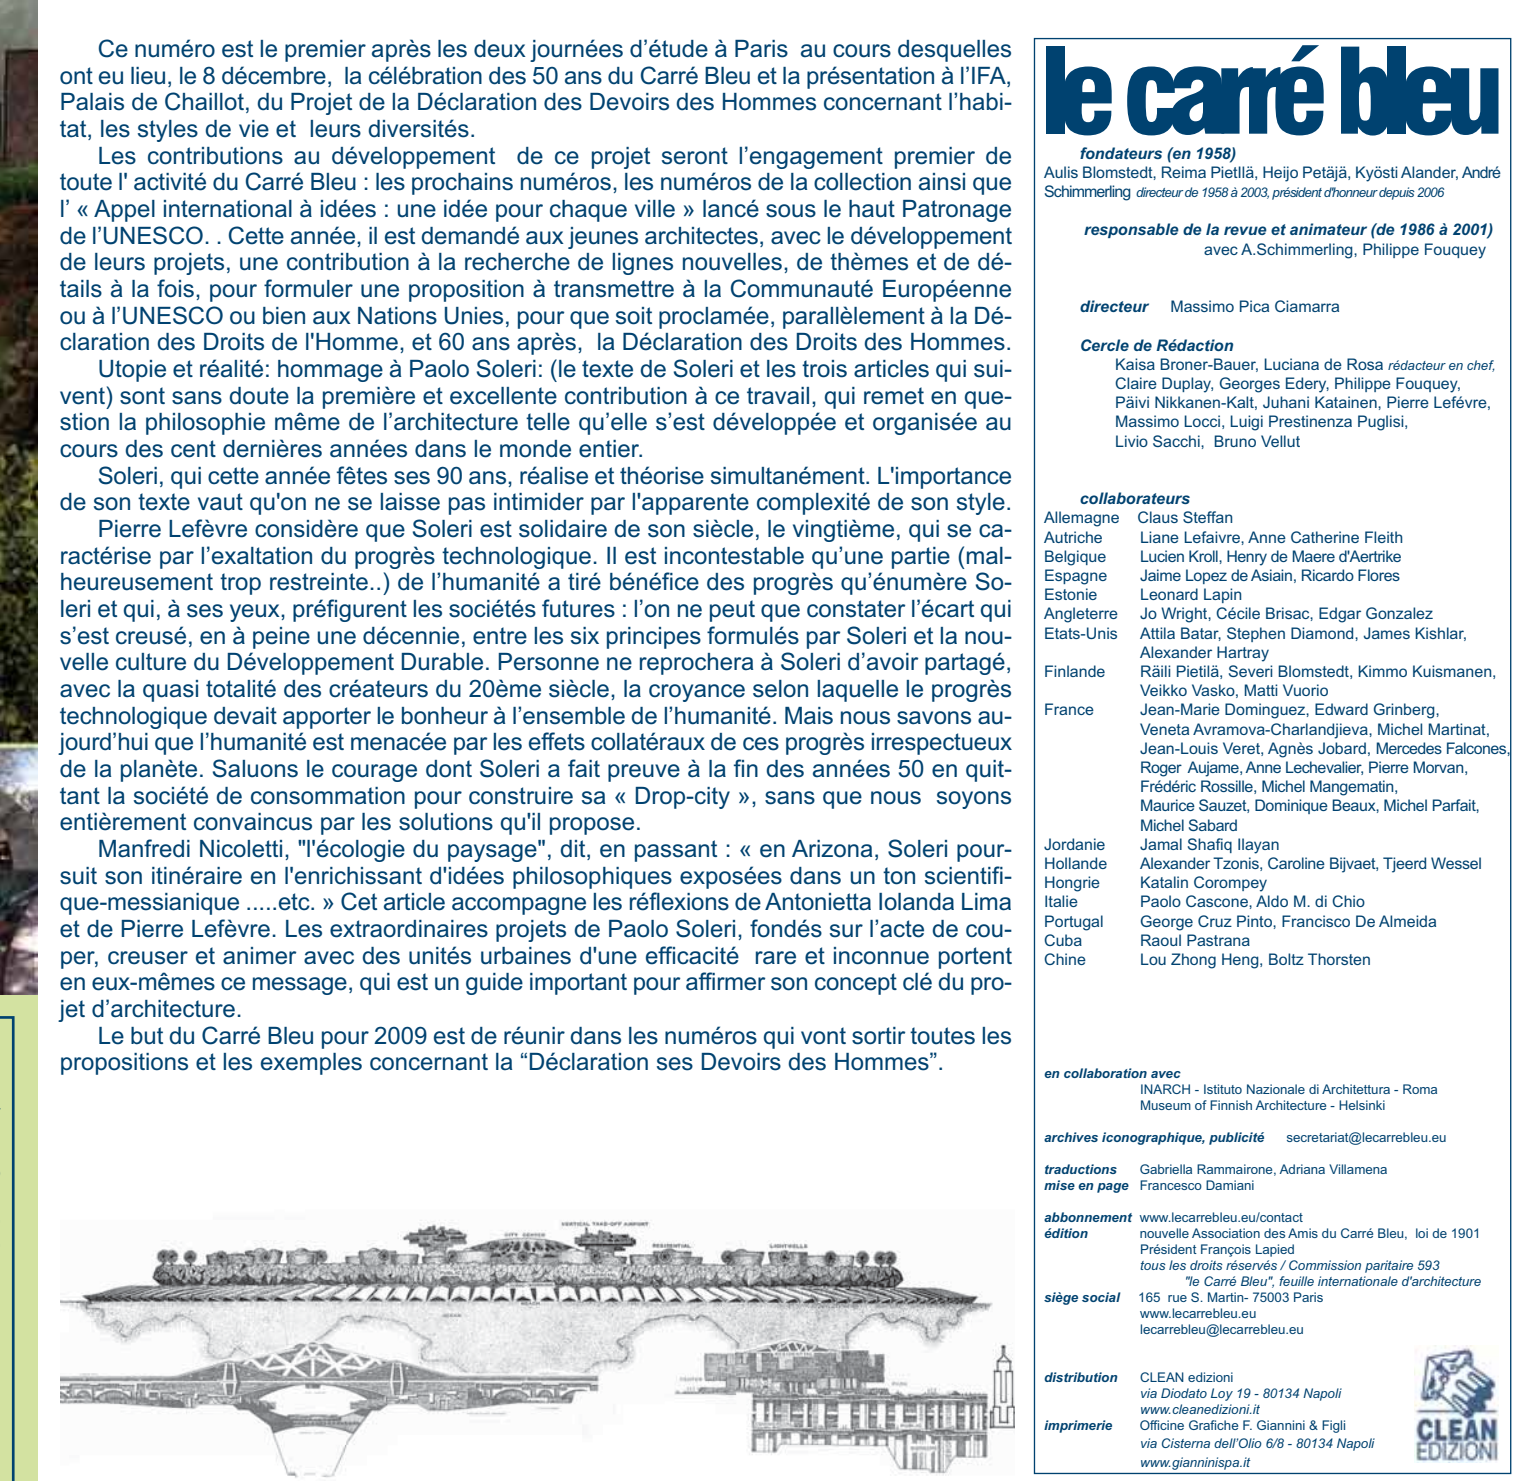 Ce numéro est le premier après les deux journées d’étude à Paris au cours desquelles
ont eu lieu, le 8 décembre, la célébration des 50 ans du Carré Bleu et la présentation à l’IFA,
Palais de Chaillot, du Projet de la Déclaration des Devoirs des Hommes concernant l’habi-
tat, les styles de vie et leurs diversités.
Les contributions au développement de ce projet seront l’engagement premier de
toute l' activité du Carré Bleu : les prochains numéros, les numéros de la collection ainsi que
l’ « Appel international à idées : une idée pour chaque ville » lancé sous le haut Patronage
de l’UNESCO. . Cette année, il est demandé aux jeunes architectes, avec le développement
de leurs projets, une contribution à la recherche de lignes nouvelles, de thèmes et de dé-
tails à la fois, pour formuler une proposition à transmettre à la Communauté Européenne
ou à l’UNESCO ou bien aux Nations Unies, pour que soit proclamée, parallèlement à la Dé-
claration des Droits de l'Homme, et 60 ans après, la Déclaration des Droits des Hommes.
Utopie et réalité: hommage à Paolo Soleri: (le texte de Soleri et les trois articles qui sui-
vent) sont sans doute la première et excellente contribution à ce travail, qui remet en que-
stion la philosophie même de l’architecture telle qu’elle s’est développée et organisée au
cours des cent dernières années dans le monde entier.
Soleri, qui cette année fêtes ses 90 ans, réalise et théorise simultanément. L'importance
de son texte vaut qu'on ne se laisse pas intimider par l'apparente complexité de son style.
Pierre Lefèvre considère que Soleri est solidaire de son siècle, le vingtième, qui se ca-
ractérise par l’exaltation du progrès technologique. Il est incontestable qu’une partie (mal-
heureusement trop restreinte..) de l’humanité a tiré bénéfice des progrès qu’énumère So-
leri et qui, à ses yeux, préfigurent les sociétés futures : l’on ne peut que constater l’écart qui
s’est creusé, en à peine une décennie, entre les six principes formulés par Soleri et la nou-
velle culture du Développement Durable. Personne ne reprochera à Soleri d’avoir partagé,
avec la quasi totalité des créateurs du 20ème siècle, la croyance selon laquelle le progrès
technologique devait apporter le bonheur à l’ensemble de l’humanité. Mais nous savons au-
jourd’hui que l’humanité est menacée par les effets collatéraux de ces progrès irrespectueux
de la planète. Saluons le courage dont Soleri a fait preuve à la fin des années 50 en quit-
tant la société de consommation pour construire sa « Drop-city », sans que nous soyons
entièrement convaincus par les solutions qu'il propose.
Manfredi Nicoletti, "l'écologie du paysage", dit, en passant : « en Arizona, Soleri pour-
suit son itinéraire en l'enrichissant d'idées philosophiques exposées dans un ton scientifi-
que-messianique .....etc. » Cet article accompagne les réflexions de Antonietta Iolanda Lima
et de Pierre Lefèvre. Les extraordinaires projets de Paolo Soleri, fondés sur l’acte de cou-
per, creuser et animer avec des unités urbaines d'une efficacité rare et inconnue portent
en eux-mêmes ce message, qui est un guide important pour affirmer son concept clé du pro-
jet d’architecture.
Le but du Carré Bleu pour 2009 est de réunir dans les numéros qui vont sortir toutes les
propositions et les exemples concernant la “Déclaration ses Devoirs des Hommes”.
VERTICAL TAKE-OFF AIRPORT
CITY CENTER
RESIDENTIAL
LIGHTWELLS
le carré bleu
fondateurs (en 1958)
Aulis Blomstedt, Reima Pietllä, Heijo Petäjä, Kyösti Alander, André
Schimmerling directeur de 1958 à 2003, président d'honneur depuis 2006
responsable de la revue et animateur (de 1986 à 2001)
avec A.Schimmerling, Philippe Fouquey
directeur Massimo Pica Ciamarra
Cercle de Rédaction
Kaisa Broner-Bauer, Luciana de Rosa rédacteur en chef,
Claire Duplay, Georges Edery, Philippe Fouquey,
Päivi Nikkanen-Kalt, Juhani Katainen, Pierre Lefévre,
Massimo Locci, Luigi Prestinenza Puglisi,
Livio Sacchi, Bruno Vellut
collaborateurs
Allemagne Claus Steffan
Autriche Liane Lefaivre, Anne Catherine Fleith
Belgique Lucien Kroll, Henry de Maere d'Aertrike
Espagne Jaime Lopez de Asiain, Ricardo Flores
Estonie Leonard Lapin
Angleterre Jo Wright, Cécile Brisac, Edgar Gonzalez
Etats-Unis Attila Batar, Stephen Diamond, James Kishlar,
Alexander Hartray
Finlande Räili Pietilä, Severi Blomstedt, Kimmo Kuismanen,
Veikko Vasko, Matti Vuorio
France Jean-Marie Dominguez, Edward Grinberg,
Veneta Avramova-Charlandjieva, Michel Martinat,
Jean-Louis Veret, Agnès Jobard, Mercedes Falcones,
Roger Aujame, Anne Lechevalier, Pierre Morvan,
Frédéric Rossille, Michel Mangematin,
Maurice Sauzet, Dominique Beaux, Michel Parfait,
Michel Sabard
Jordanie Jamal Shafiq Ilayan
Hollande Alexander Tzonis, Caroline Bijvaet, Tjeerd Wessel
Hongrie Katalin Corompey
Italie Paolo Cascone, Aldo M. di Chio
Portugal George Cruz Pinto, Francisco De Almeida
Cuba Raoul Pastrana
Chine Lou Zhong Heng, Boltz Thorsten
en collaboration avec
INARCH - Istituto Nazionale di Architettura - Roma
Museum of Finnish Architecture - Helsinki
archives iconographique, publicité secretariat@lecarrebleu.eu
traductions Gabriella Rammairone, Adriana Villamena
mise en page Francesco Damiani
abbonnement www.lecarrebleu.eu/contact
édition nouvelle Association des Amis du Carré Bleu, loi de 1901
Président François Lapied
tous les droits réservés / Commission paritaire 593
"le Carré Bleu", feuille internationale d'architecture
siège social 165 rue S. Martin- 75003 Paris
www.lecarrebleu.eu
lecarrebleu@lecarrebleu.eu
distribution CLEAN edizioni
via Diodato Loy 19 - 80134 Napoli
www.cleanedizioni.it
imprimerie Officine Grafiche F. Giannini & Figli
via Cisterna dell’Olio 6/8 - 80134 Napoli
www.gianninispa.it
CLEAN
EDIZIONI